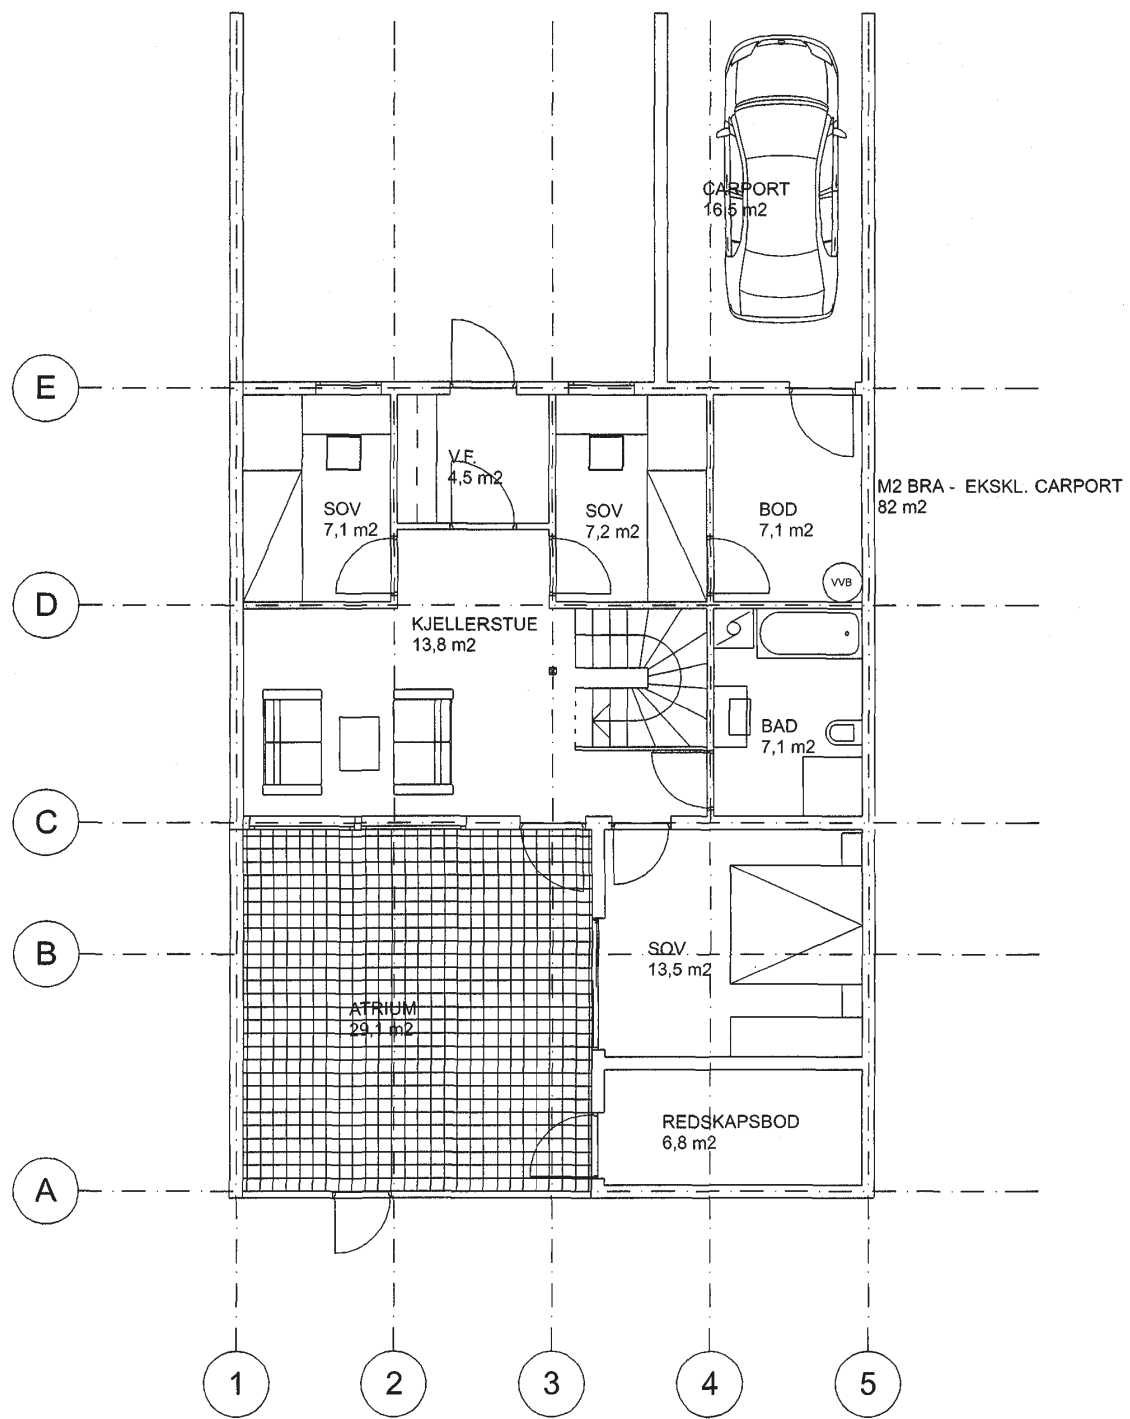 CARPORT
16,5 m2
E
V.F.
4,5 m2
SOV
7,1 m2
SOV
7,2 m2
BOD
7,1 m2
M2 BRA - EKSKL. CARPORT
82 m2
VVB
D
KJELLERSTUE
13,8 m2
BAD
7,1 m2
C
B
SOV
13,5 m2
ATRIUM
29,1 m2
REDSKAPSBOD
6,8 m2
A
1 2 3 4 5